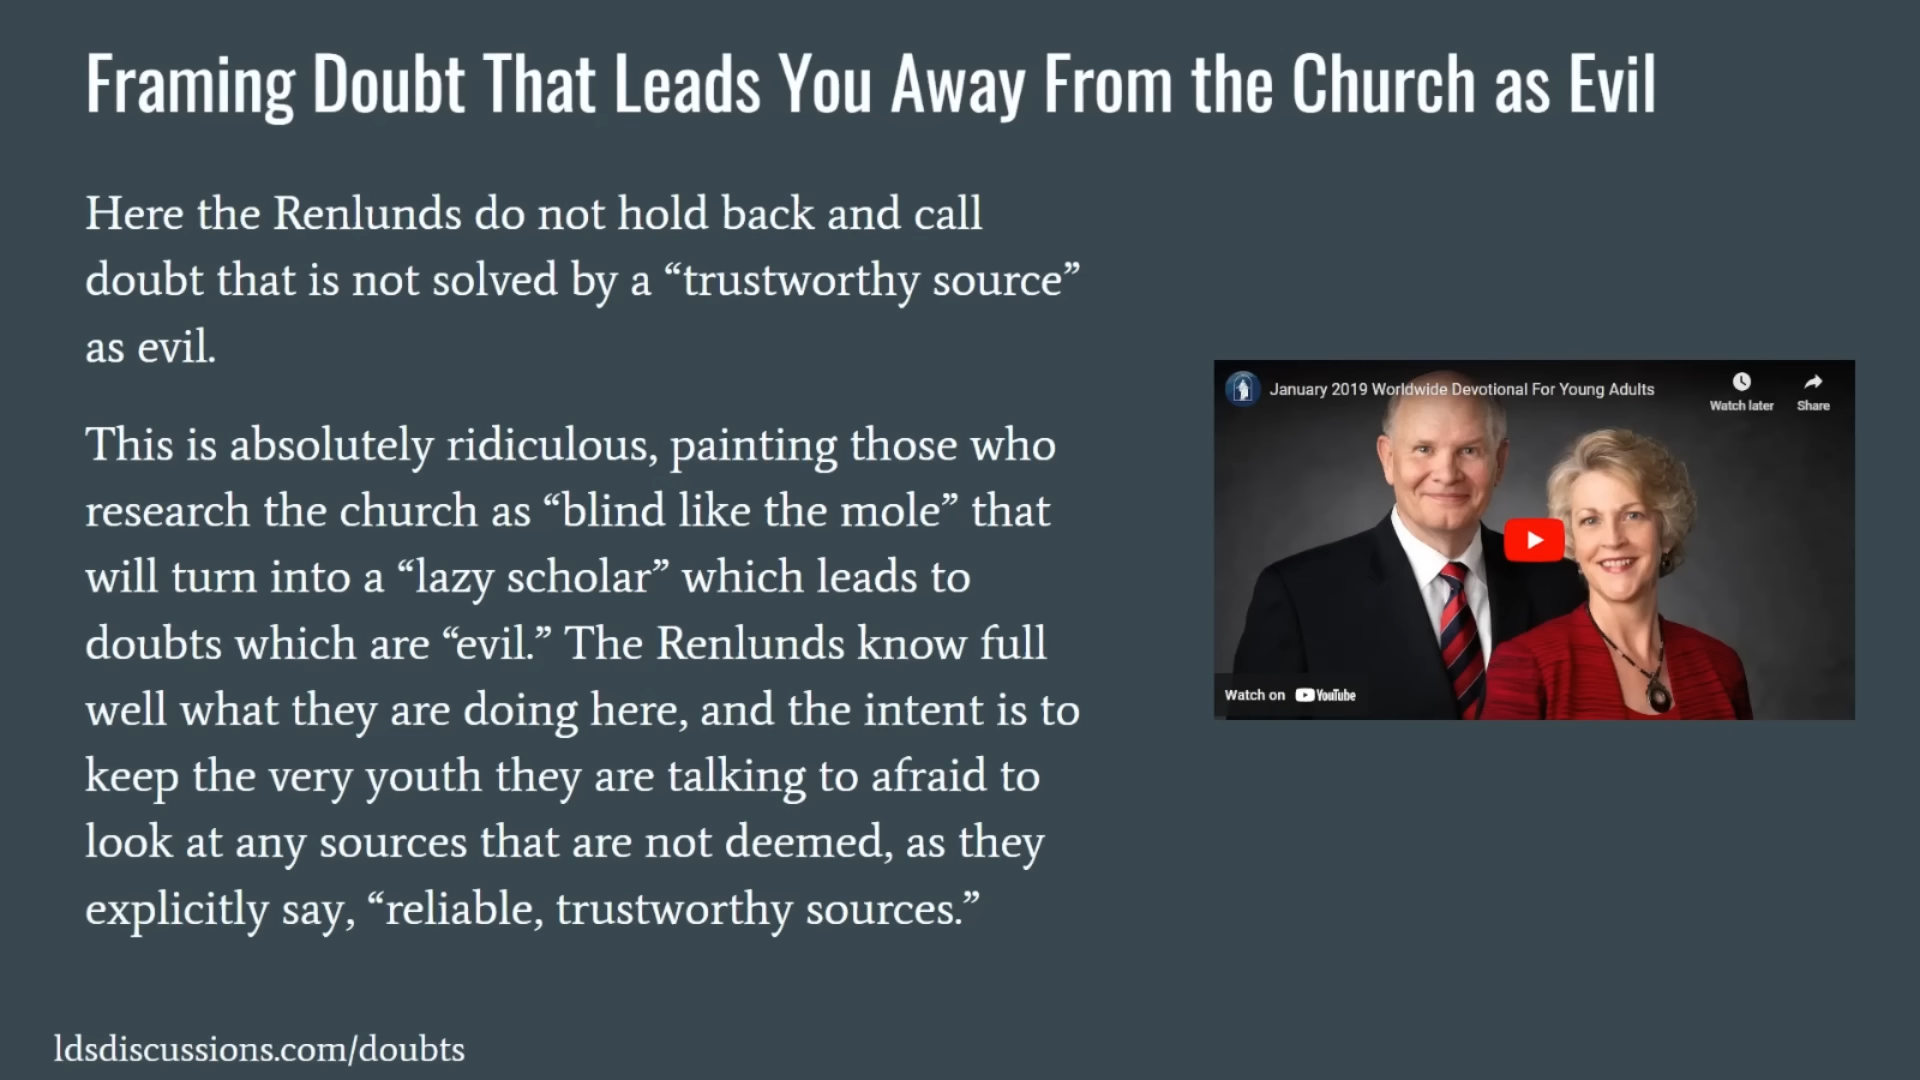 Framing Doubt That Leads You Away From the Church as Evil
Here the Renlunds do not hold back and call
doubt that is not solved by a “trustworthy source”
as evil.
This is absolutely ridiculous, painting those who
research the church as “blind like the mole” that
will turn into a “lazy scholar” which leads to
doubts which are “evil.” The Renlunds know full
well what they are doing here, and the intent is to
keep the very youth they are talking to afraid to
look at any sources that are not deemed, as they
explicitly say, “reliable, trustworthy sources.”
January 2019 Worldwide Devotional For Young Adults
Watch later
Share
Watch on YouTube
ldsdiscussions.com/doubts